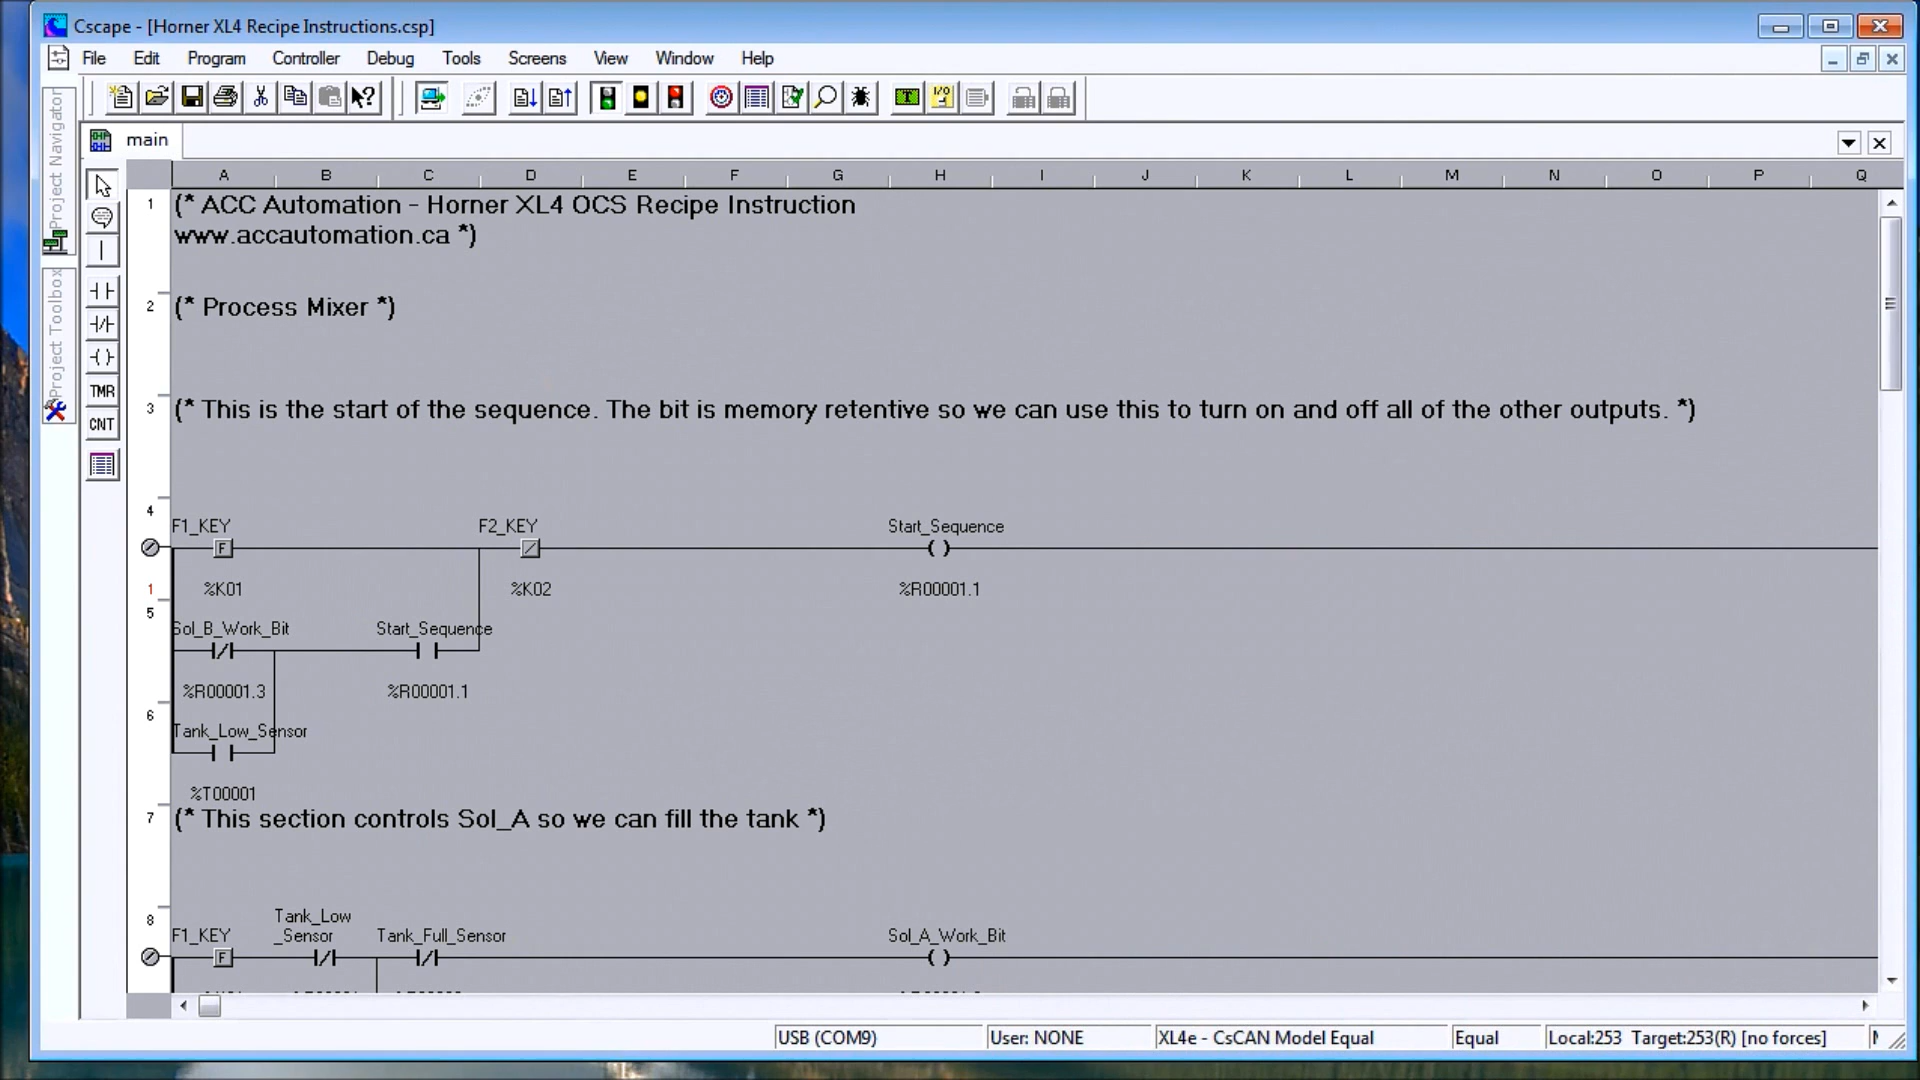 Cscape - [Horner XL4 Recipe Instructions.csp]
File Edit Program Controller Debug Tools Screens View Window Help
T I/O
Project Navigator
Project Toolbox
main
A B C D E F G H I J K L M N O P Q
1 (* ACC Automation - Horner XL4 OCS Recipe Instruction
www.accautomation.ca *)
2 (* Process Mixer *)
3 (* This is the start of the sequence. The bit is memory retentive so we can use this to turn on and off all of the other outputs. *)
TMR
CNT
4
F1_KEY F2_KEY Start_Sequence
F
1 %K01 %K02 %R00001.1
5
Sol_B_Work_Bit Start_Sequence
%R00001.3 %R00001.1
6
Tank_Low_Sensor
%T00001
7 (* This section controls Sol_A so we can fill the tank *)
8
Tank_Low
F1_KEY _Sensor Tank_Full_Sensor Sol_A_Work_Bit
F
USB (COM9) User: NONE XL4e - CsCAN Model Equal Equal Local:253 Target:253(R) [no forces]